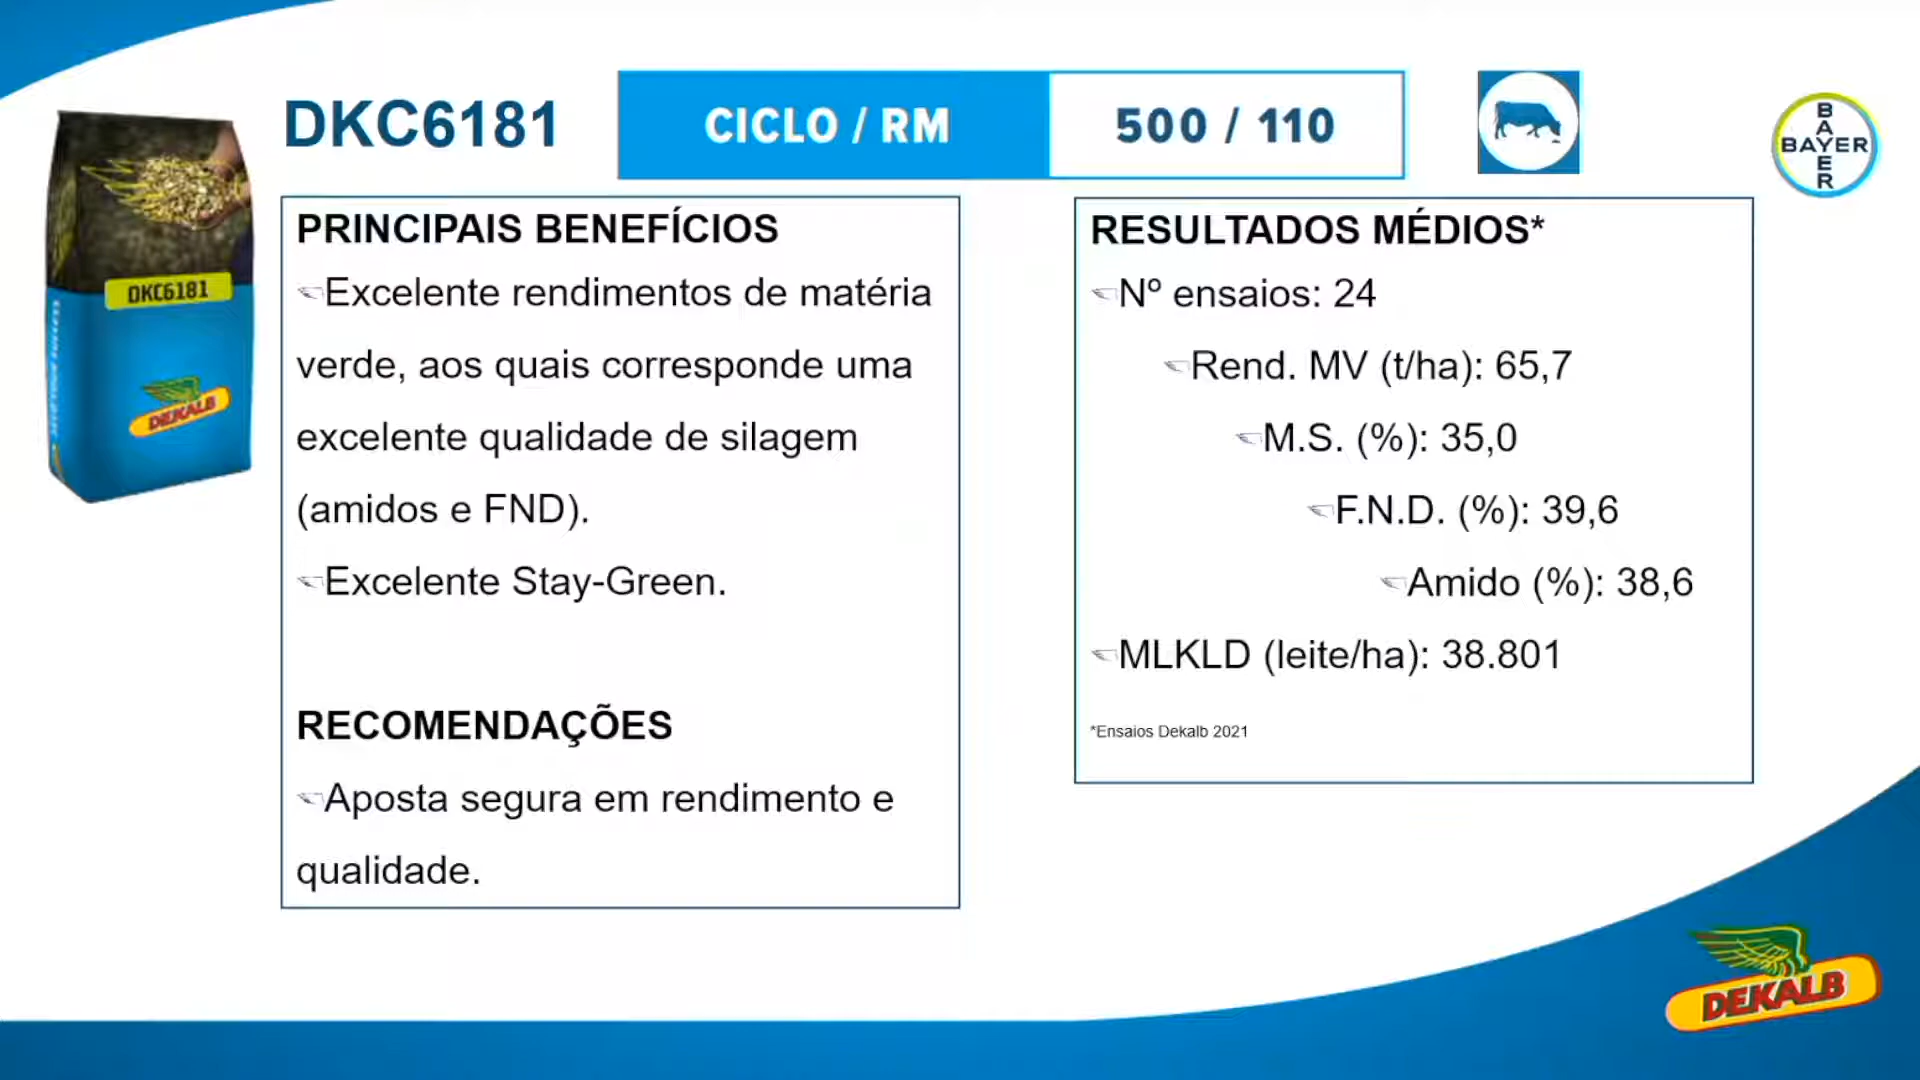 DKC6181
CICLO / RM
500 / 110
BAYER
BAYER
DKC6181
DEKALB
PRINCIPAIS BENEFÍCIOS
Excelente rendimentos de matéria
verde, aos quais corresponde uma
excelente qualidade de silagem
(amidos e FND).
Excelente Stay-Green.
RECOMENDAÇÕES
Aposta segura em rendimento e
qualidade.
RESULTADOS MÉDIOS*
Nº ensaios: 24
Rend. MV (t/ha): 65,7
M.S. (%): 35,0
F.N.D. (%): 39,6
Amido (%): 38,6
MLKLD (leite/ha): 38.801
*Ensaios Dekalb 2021
DEKALB